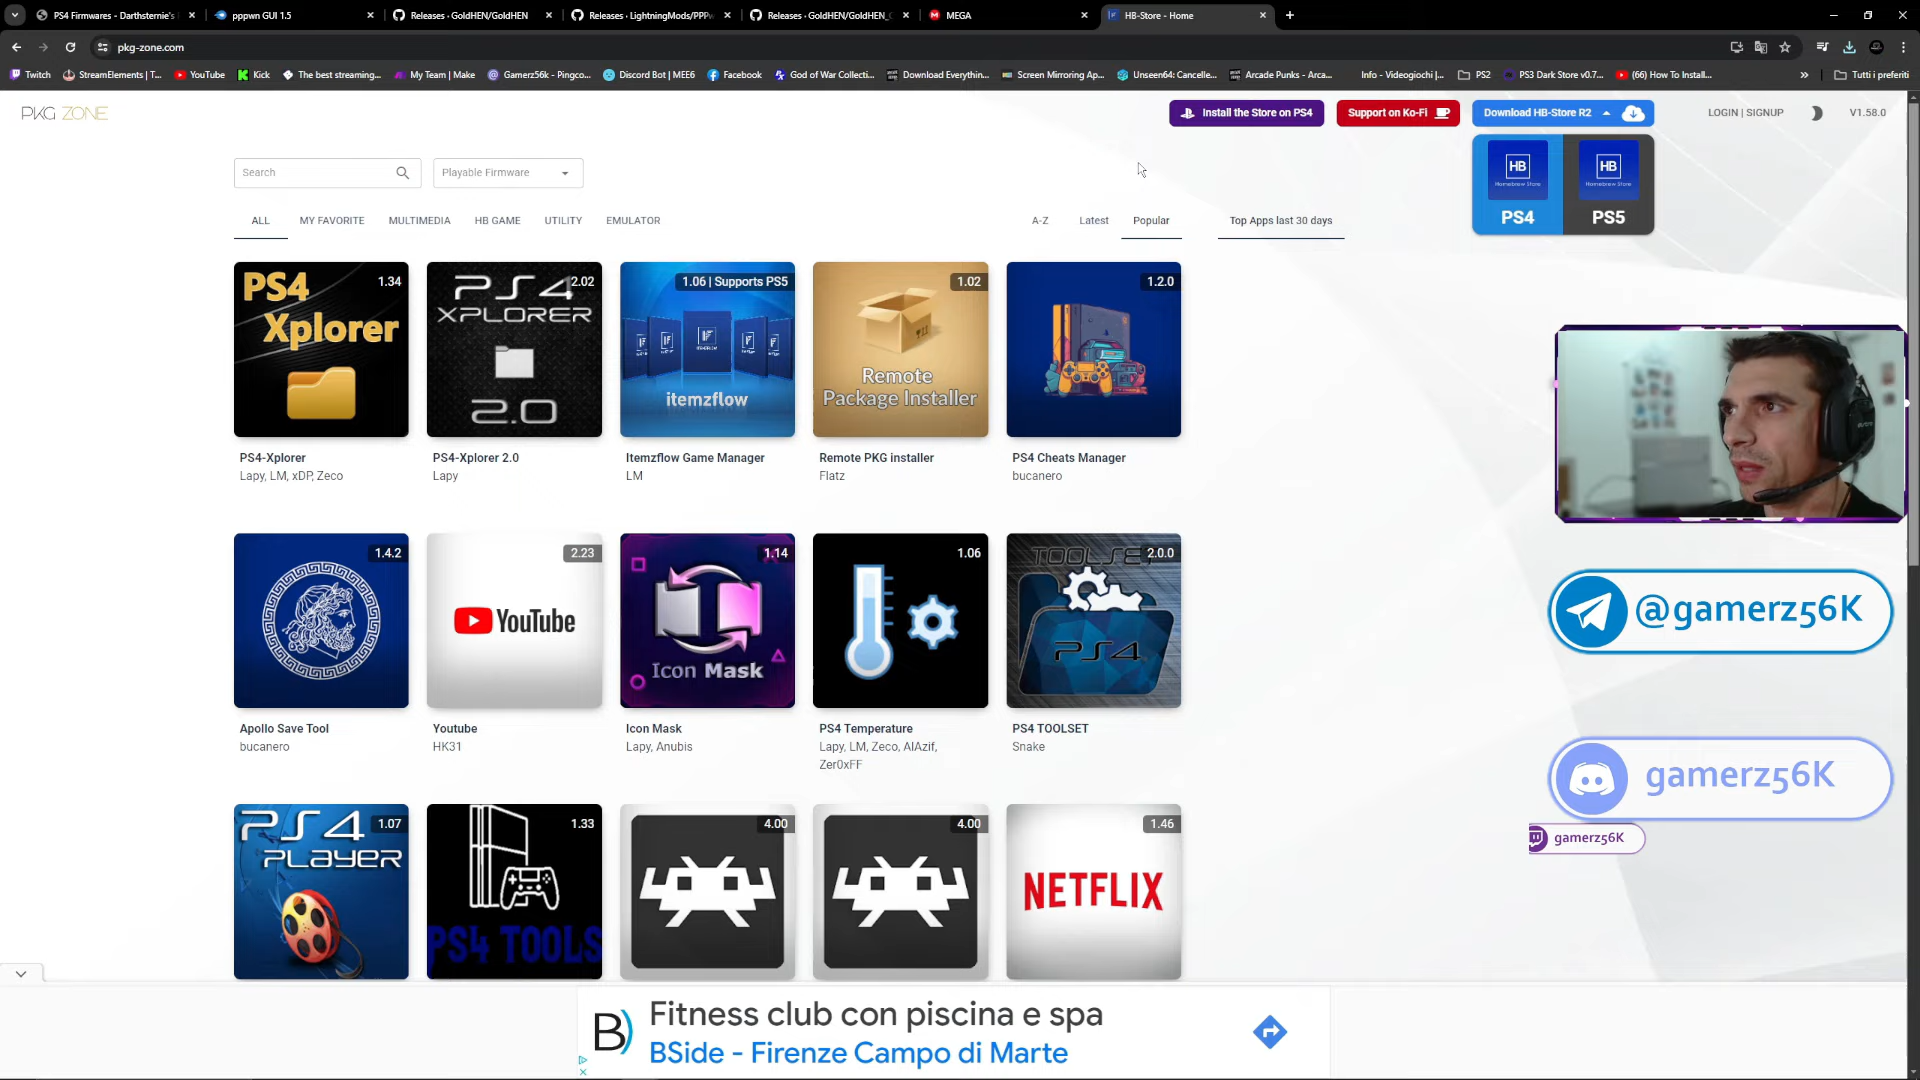 PS4 Firmwares - Darthsternie's
pppwn GUI 1.5
Releases · GoldHEN/GoldHEN
Releases · LightningMods/PPPw
Releases · GoldHEN/GoldHEN_C
MEGA
HB-Store - Home
pkg-zone.com
Twitch
StreamElements | T...
YouTube
Kick
The best streaming...
My Team | Make
Gamerz56k - Pingco...
Discord Bot | MEE6
Facebook
God of War Collecti...
Download Everythin...
Screen Mirroring Ap...
Unseen64: Cancelle...
Arcade Punks - Arca...
Info - Videogiochi |...
PS2
PS3 Dark Store v0.7...
(66) How To Install...
Tutti i preferiti
PKG ZONE
Install the Store on PS4
Support on Ko-Fi
Download HB-Store R2
LOGIN | SIGNUP
V1.58.0
HB
Homebrew Store
PS4
HB
Homebrew Store
PS5
Search
Playable Firmware
ALL
MY FAVORITE
MULTIMEDIA
HB GAME
UTILITY
EMULATOR
A-Z
Latest
Popular
Top Apps last 30 days
PS4
Xplorer
1.34
PS4
XPLORER
2.0
2.02
1.06 | Supports PS5
itemzflow
1.02
Remote
Package Installer
1.2.0
PS4-Xplorer
Lapy, LM, xDP, Zeco
PS4-Xplorer 2.0
Lapy
Itemzflow Game Manager
LM
Remote PKG installer
Flatz
PS4 Cheats Manager
bucanero
1.4.2
2.23
YouTube
1.14
Icon Mask
1.06
TOOLSET
2.0.0
PS4
Apollo Save Tool
bucanero
Youtube
HK31
Icon Mask
Lapy, Anubis
PS4 Temperature
Lapy, LM, Zeco, AlAzif,
Zer0xFF
PS4 TOOLSET
Snake
PS4
PLAYER
1.07
1.33
PS4 TOOLS
4.00
4.00
1.46
NETFLIX
@gamerz56K
gamerz56K
gamerz56K
B)
Fitness club con piscina e spa
BSide - Firenze Campo di Marte